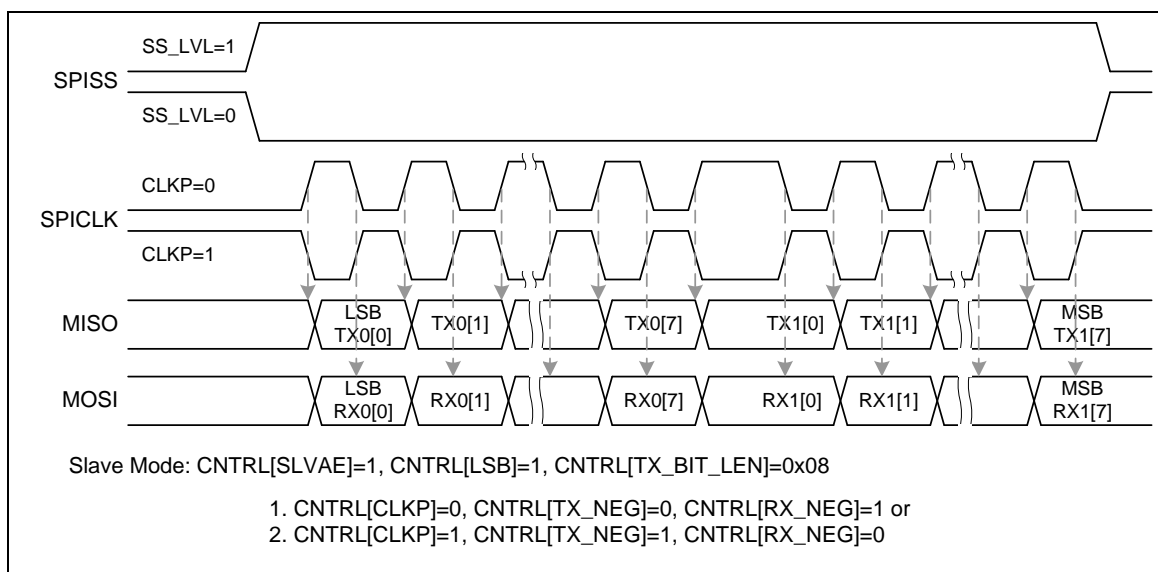 SS_LVL=1
SPISS
SS_LVL=0
CLKP=0
SPICLK
CLKP=1
MISO
LSB
TX0[0]
TX0[1]
TX0[7]
TX1[0]
TX1[1]
MSB
TX1[7]
MOSI
LSB
RX0[0]
RX0[1]
RX0[7]
RX1[0]
RX1[1]
MSB
RX1[7]
Slave Mode: CNTRL[SLVAE]=1, CNTRL[LSB]=1, CNTRL[TX_BIT_LEN]=0x08
1. CNTRL[CLKP]=0, CNTRL[TX_NEG]=0, CNTRL[RX_NEG]=1 or
2. CNTRL[CLKP]=1, CNTRL[TX_NEG]=1, CNTRL[RX_NEG]=0